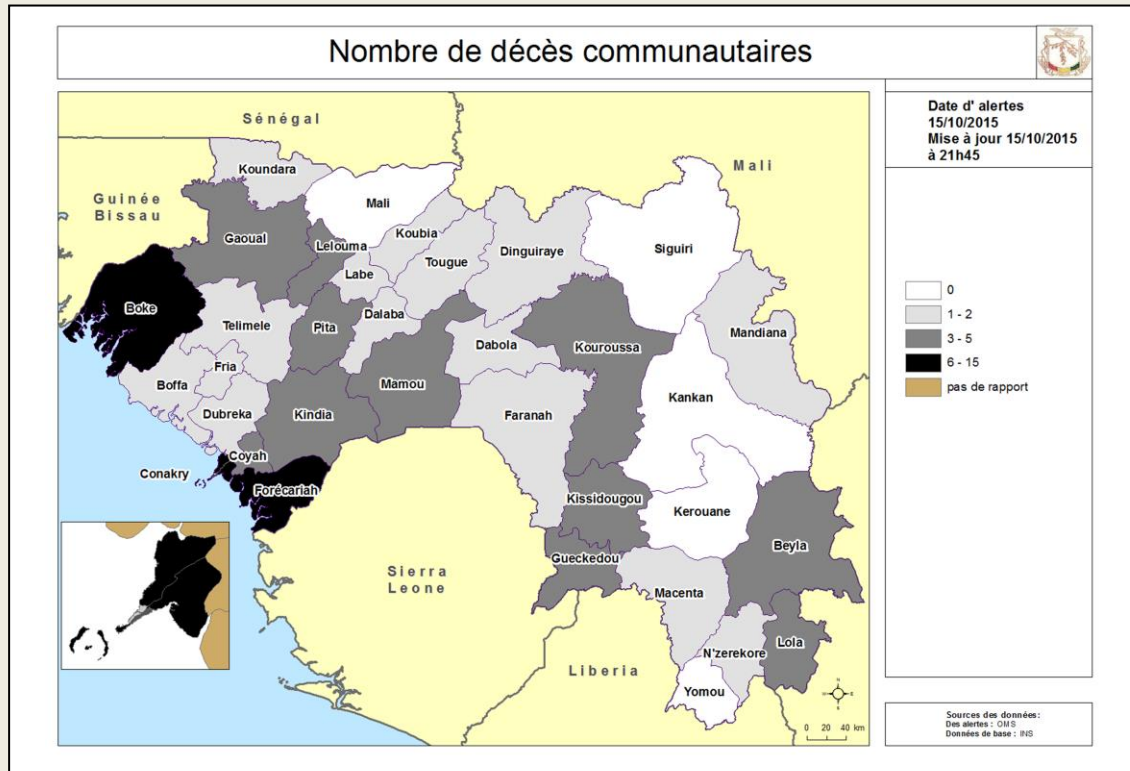 Nombre de décès communautaires
Date d' alertes
15/10/2015
Mise à jour 15/10/2015
à 21h45
0
1 - 2
3 - 5
6 - 15
pas de rapport
Sources des données:
Des alertes : OMS
Données de base : INS
Sénégal
Mali
Guinée
Bissau
Koundara
Mali
Gaoual
Lelouma
Koubia
Labe
Tougue
Dinguiraye
Siguiri
Boke
Telimele
Pita
Dalaba
Dabola
Kouroussa
Mandiana
Fria
Boffa
Mamou
Kankan
Dubreka
Kindia
Faranah
Coyah
Conakry
Forécariah
Kissidougou
Kerouane
Beyla
Gueckedou
Sierra
Leone
Macenta
N'zerekore
Lola
Liberia
Yomou
0 20 40 km